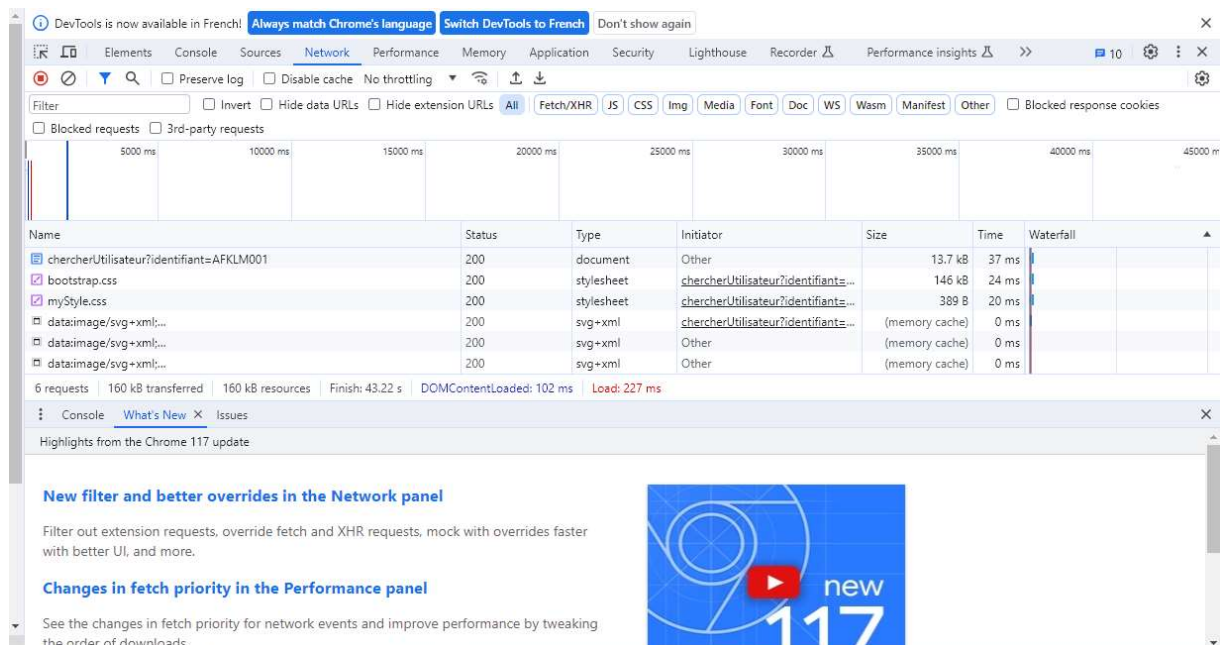 DevTools is now available in French! Always match Chrome's language Switch DevTools to French Don't show again
Elements Console Sources Network Performance Memory Application Security Lighthouse Recorder Performance insights 10
Preserve log Disable cache No throttling
Filter Invert Hide data URLs Hide extension URLs All Fetch/XHR JS CSS Img Media Font Doc WS Wasm Manifest Other Blocked response cookies
Blocked requests 3rd-party requests
5000 ms 10000 ms 15000 ms 20000 ms 25000 ms 30000 ms 35000 ms 40000 ms 45000 m
Name Status Type Initiator Size Time Waterfall
chercherUtilisateur?identifiant=AFKLM001 200 document Other 13.7 kB 37 ms
bootstrap.css 200 stylesheet chercherUtilisateur?identifiant=... 146 kB 24 ms
myStyle.css 200 stylesheet chercherUtilisateur?identifiant=... 389 B 20 ms
data:image/svg+xml;... 200 svg+xml chercherUtilisateur?identifiant=... (memory cache) 0 ms
data:image/svg+xml;... 200 svg+xml Other (memory cache) 0 ms
data:image/svg+xml;... 200 svg+xml Other (memory cache) 0 ms
6 requests 160 kB transferred 160 kB resources Finish: 43.22 s DOMContentLoaded: 102 ms Load: 227 ms
Console What's New Issues
Highlights from the Chrome 117 update
New filter and better overrides in the Network panel
Filter out extension requests, override fetch and XHR requests, mock with overrides faster
with better UI, and more.
Changes in fetch priority in the Performance panel
See the changes in fetch priority for network events and improve performance by tweaking
the order of downloads
new
117